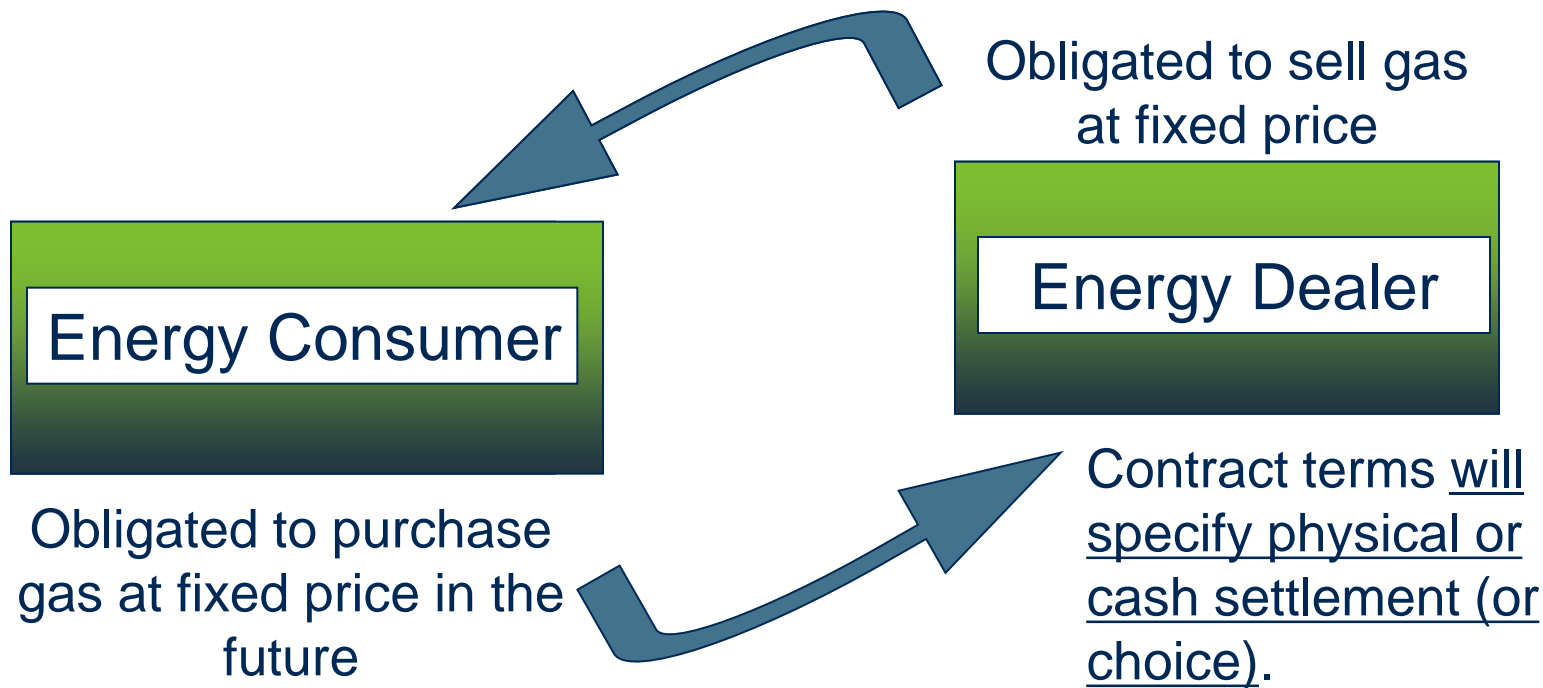 Obligated to sell gas
at fixed price
Energy Dealer
Energy Consumer
Obligated to purchase
gas at fixed price in the
future
Contract terms will
specify physical or
cash settlement (or
choice).